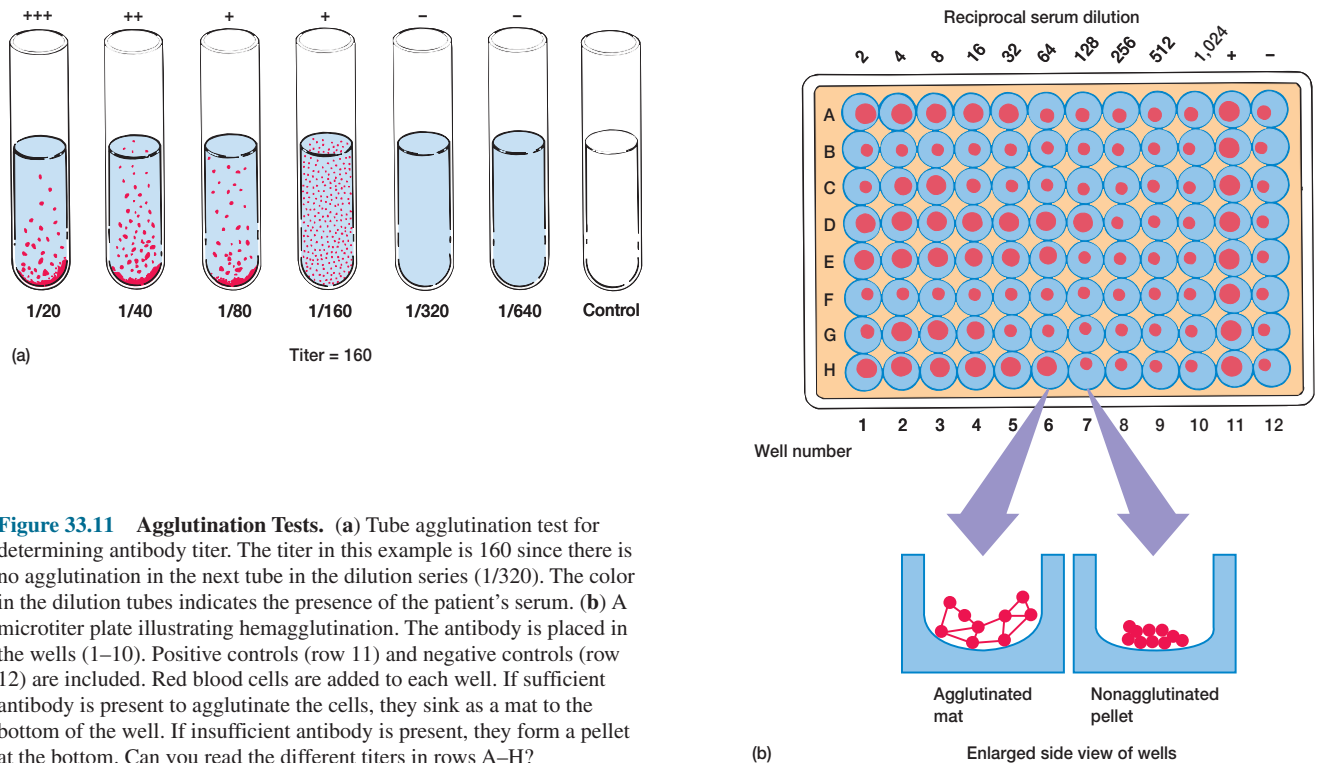 +++ ++ + + – –
1/20 1/40 1/80 1/160 1/320 1/640 Control
(a) Titer = 160
Figure 33.11 Agglutination Tests. (a) Tube agglutination test for
determining antibody titer. The titer in this example is 160 since there is
no agglutination in the next tube in the dilution series (1/320). The color
in the dilution tubes indicates the presence of the patient's serum. (b) A
microtiter plate illustrating hemagglutination. The antibody is placed in
the wells (1–10). Positive controls (row 11) and negative controls (row
12) are included. Red blood cells are added to each well. If sufficient
antibody is present to agglutinate the cells, they sink as a mat to the
bottom of the well. If insufficient antibody is present, they form a pellet
at the bottom. Can you read the different titers in rows A–H?
Reciprocal serum dilution
2 4 8 16 32 64 128 256 512 1,024 + –
A
B
C
D
E
F
G
H
1 2 3 4 5 6 7 8 9 10 11 12
Well number
Agglutinated Nonagglutinated
mat pellet
(b) Enlarged side view of wells